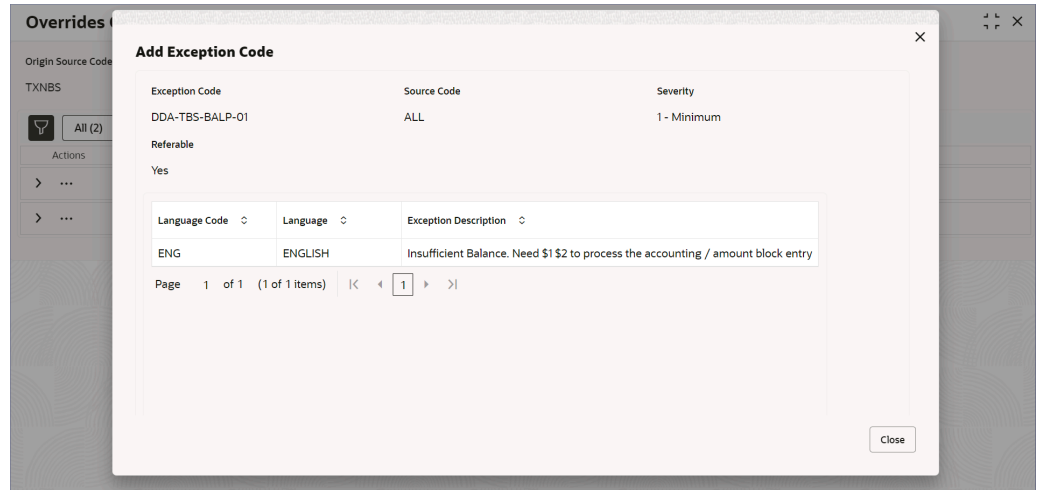 Overrides
Add Exception Code
Origin Source Code
TXNBS
All (2)
Actions
Exception Code Source Code Severity
DDA-TBS-BALP-01 ALL 1 - Minimum
Referable
Yes
Language Code Language Exception Description
ENG ENGLISH Insufficient Balance. Need $1 $2 to process the accounting / amount block entry
Page 1 of 1 (1 of 1 items) 1
Close